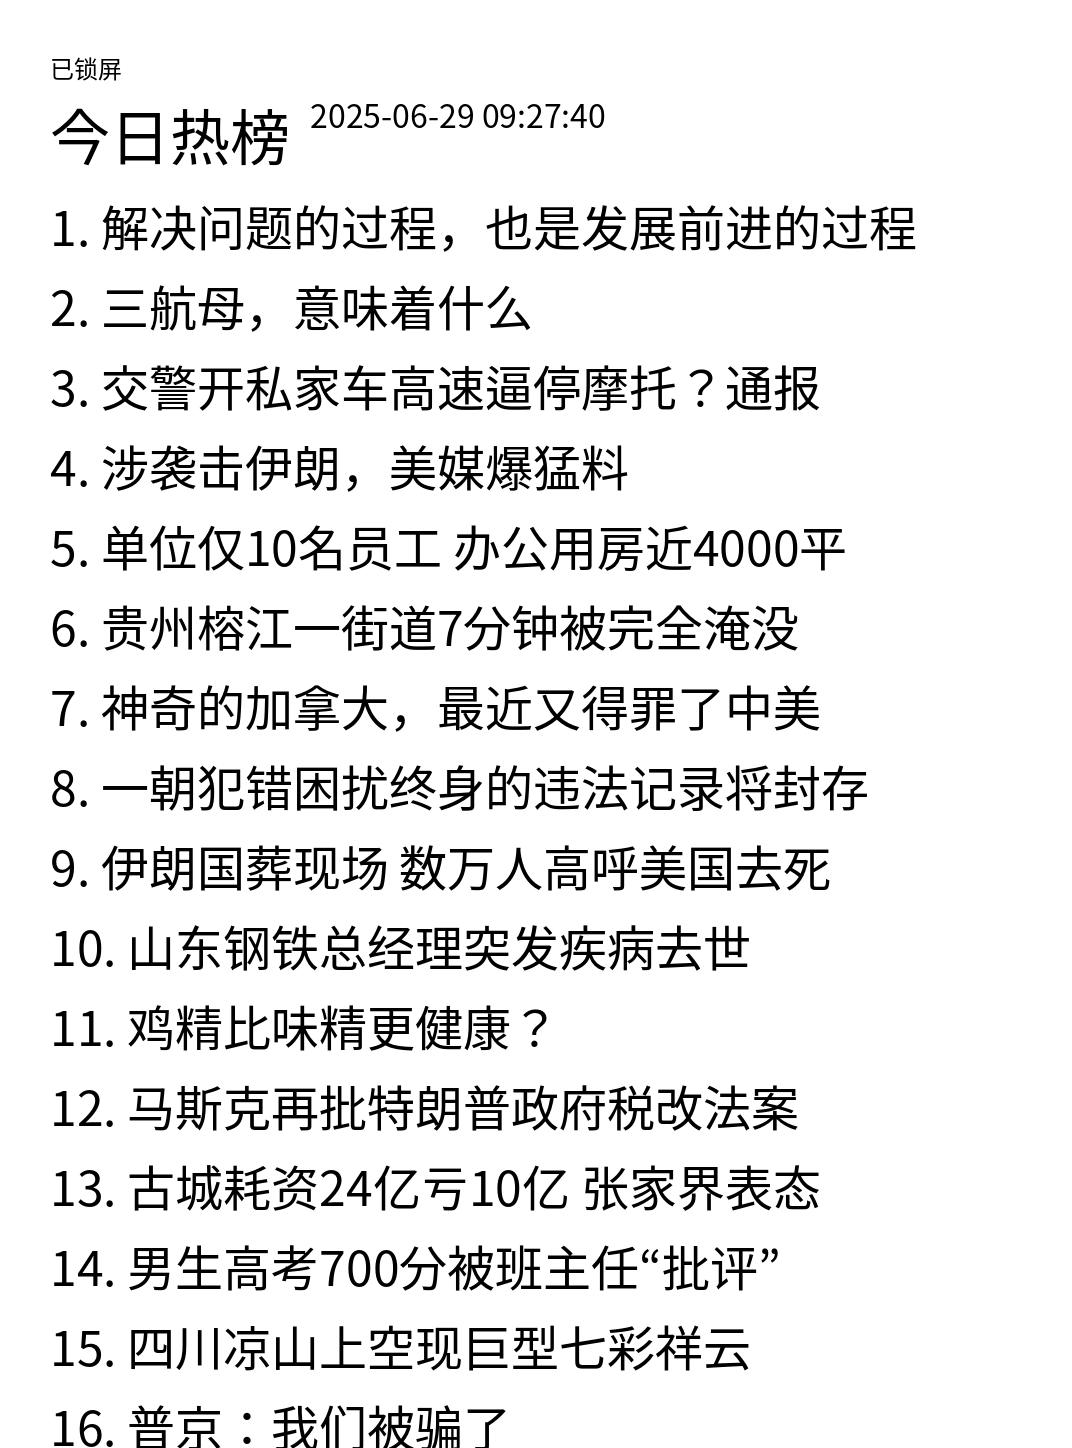 已锁屏
今日热榜 2025-06-29 09:27:40
1. 解决问题的过程，也是发展前进的过程
2. 三航母，意味着什么
3. 交警开私家车高速逼停摩托？通报
4. 涉袭击伊朗，美媒爆猛料
5. 单位仅10名员工 办公用房近4000平
6. 贵州榕江一街道7分钟被完全淹没
7. 神奇的加拿大，最近又得罪了中美
8. 一朝犯错困扰终身的违法记录将封存
9. 伊朗国葬现场 数万人高呼美国去死
10. 山东钢铁总经理突发疾病去世
11. 鸡精比味精更健康？
12. 马斯克再批特朗普政府税改法案
13. 古城耗资24亿亏10亿 张家界表态
14. 男生高考700分被班主任“批评”
15. 四川凉山上空现巨型七彩祥云
16. 普京：我们被骗了